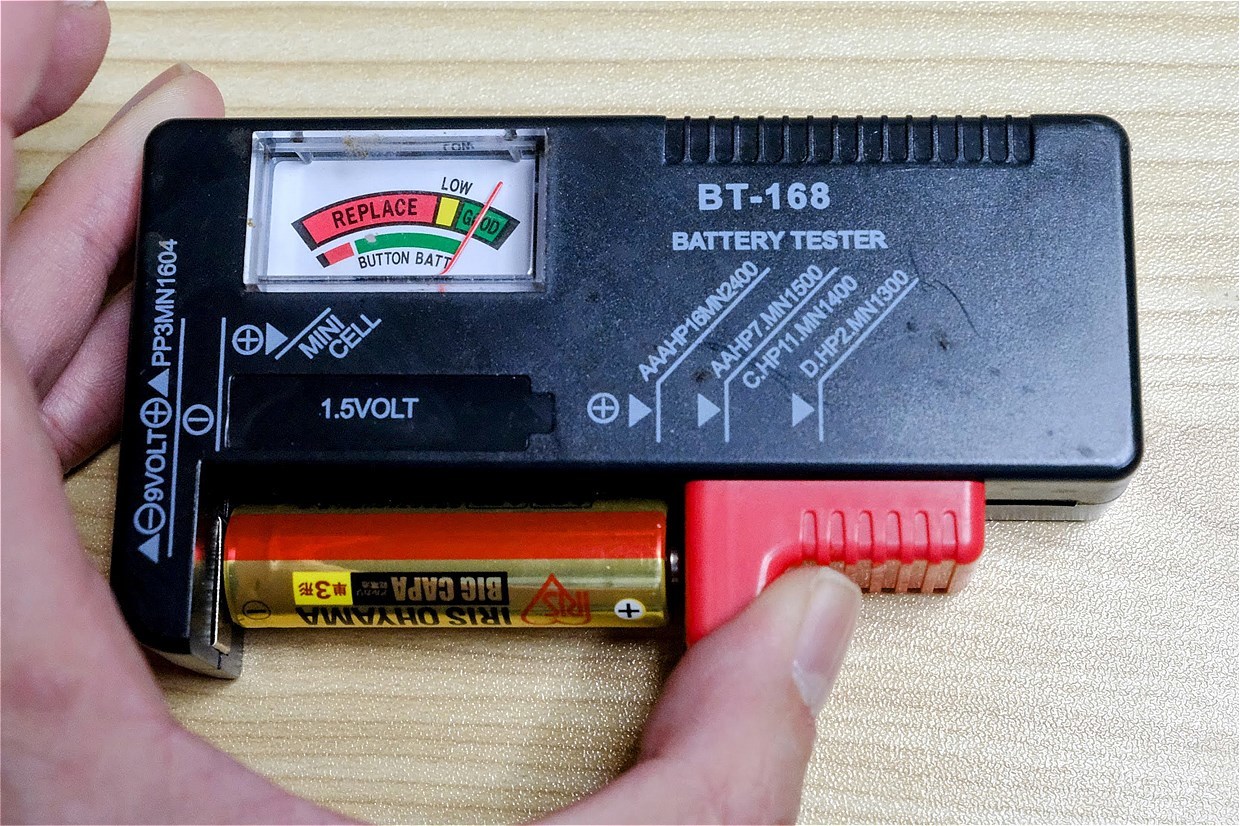 LOW
REPLACE
GOOD
BUTTON BATT
BT-168
BATTERY TESTER
⊖9VOLT⊕ PP3MN1604
⊕ MINI
CELL
⊖
1.5VOLT
⊕
AAAHP16MN2400
AAHP7.MN1500
C.HP11.MN1400
D.HP2.MN1300
⊕
IRIS
IRIS OHYAMA
BIG CAPA
単3形
⊖